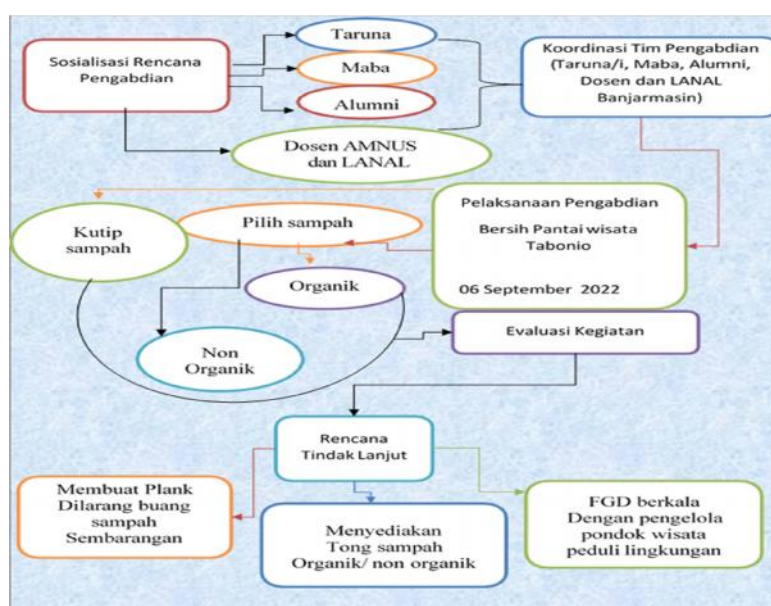 Sosialisasi Rencana
Pengabdian
Taruna
Maba
Alumni
Dosen AMNUS
dan LANAL
Koordinasi Tim Pengabdian
(Taruna/i, Maba, Alumni,
Dosen dan LANAL
Banjarmasin)
Pelaksanaan Pengabdian
Bersih Pantai wisata
Tabonio
06 September 2022
Kutip
sampah
Pilih sampah
Organik
Non
Organik
Evaluasi Kegiatan
Rencana
Tindak Lanjut
Membuat Plank
Dilarang buang
sampah
Sembarangan
Menyediakan
Tong sampah
Organik/ non organik
FGD berkala
Dengan pengelola
pondok wisata
peduli lingkungan